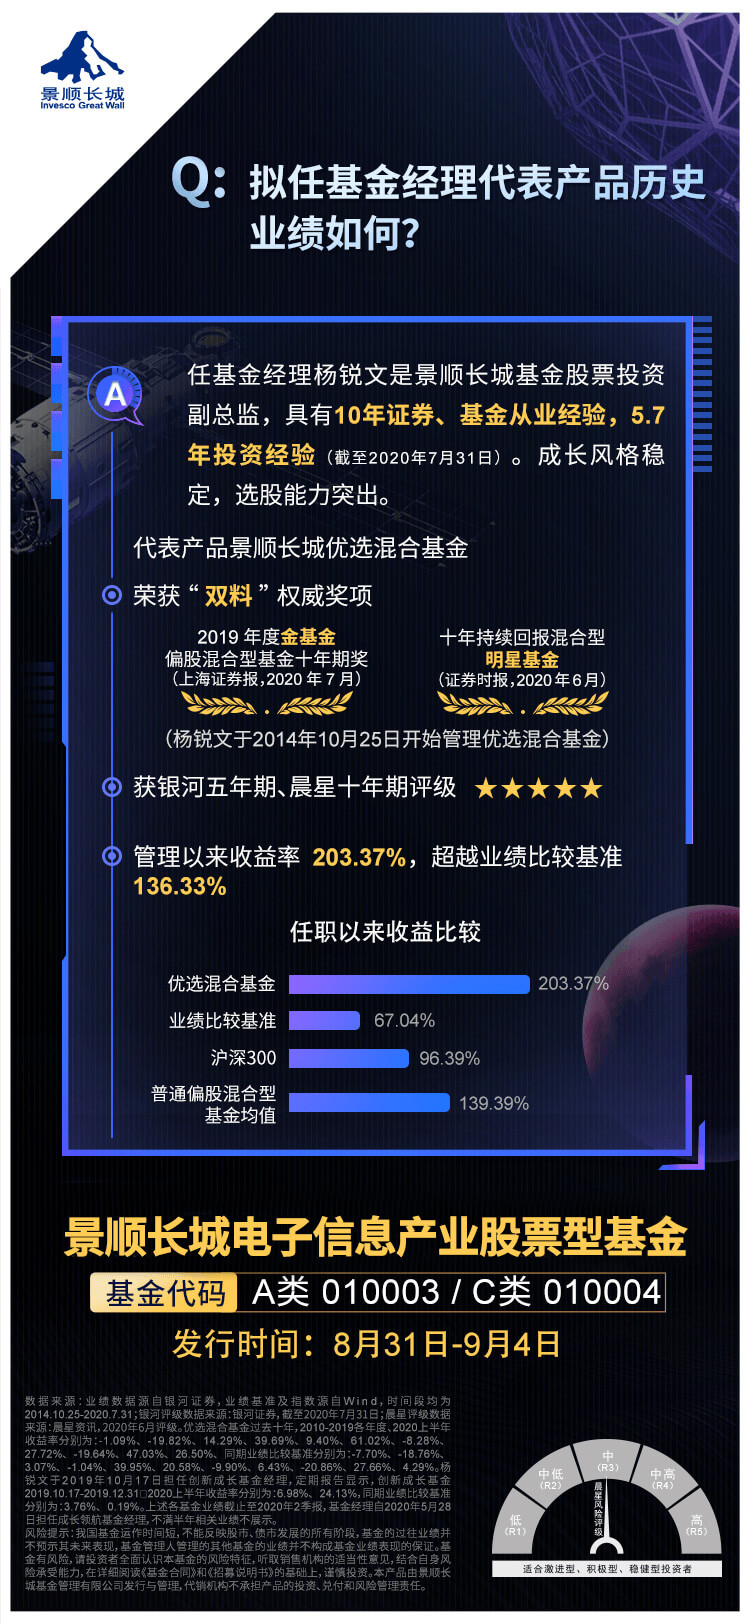 景顺长城
Invesco Great Wall
Q: 拟任基金经理代表产品历史
业绩如何?
A
任基金经理杨锐文是景顺长城基金股票投资
副总监，具有10年证券、基金从业经验，5.7
年投资经验（截至2020年7月31日）。成长风格稳
定，选股能力突出。
代表产品景顺长城优选混合基金
荣获“双料”权威奖项
2019 年度金基金
偏股混合型基金十年期奖
（上海证券报，2020 年 7 月）
十年持续回报混合型
明星基金
（证券时报，2020 年 6 月）
（杨锐文于2014年10月25日开始管理优选混合基金）
获银河五年期、晨星十年期评级 ★★★★★
管理以来收益率 203.37%，超越业绩比较基准
136.33%
任职以来收益比较
优选混合基金 203.37%
业绩比较基准 67.04%
沪深300 96.39%
普通偏股混合型
基金均值 139.39%
景顺长城电子信息产业股票型基金
基金代码 A类 010003 / C类 010004
发行时间：8月31日-9月4日
数据来源：业绩数据源自银河证券，业绩基准及指数源自Wind，时间段均为
2014.10.25-2020.7.31；银河评级数据来源：银河证券，截至2020年7月31日；晨星评级数据
来源：晨星资讯，2020年6月评级。优选混合基金过去十年，2010-2019各年度、2020上半年
收益率分别为：-1.09%、-19.82%、14.29%、39.69%、9.40%、61.02%、-8.28%、
27.72%、-19.64%、47.03%、26.50%、同期业绩比较基准分别为：-7.70%、-18.76%、
3.07%、-1.04%、39.95%、20.58%、-9.90%、6.43%、-20.86%、27.66%、4.29%。杨
锐文于2019年10月17日担任创新成长基金经理，定期报告显示，创新成长基金
2019.10.17-2019.12.31□2020上半年收益率分别为：6.98%、24.13%，同期业绩比较基准
分别为：3.76%、0.19%。上述各基金业绩截止至2020年2季报，基金经理自2020年5月28
日担任成长领航基金经理，不满半年相关业绩不展示。
风险提示：我国基金运作时间短，不能反映股市、债市发展的所有阶段，基金的过往业绩并
不预示其未来表现，基金管理人管理的其他基金的业绩并不构成基金业绩表现的保证。基
金有风险，请投资者全面认识本基金的风险特征，听取销售机构的适当性意见，结合自身风
险承受能力，在详细阅读《基金合同》和《招募说明书》的基础上，谨慎投资。本产品由景顺长
城基金管理有限公司发行与管理，代销机构不承担产品的投资、兑付和风险管理责任。
低
（R1）
中低
（R2）
中
（R3）
中高
（R4）
高
（R5）
晨星风险评级
适合激进型、积极型、稳健型投资者